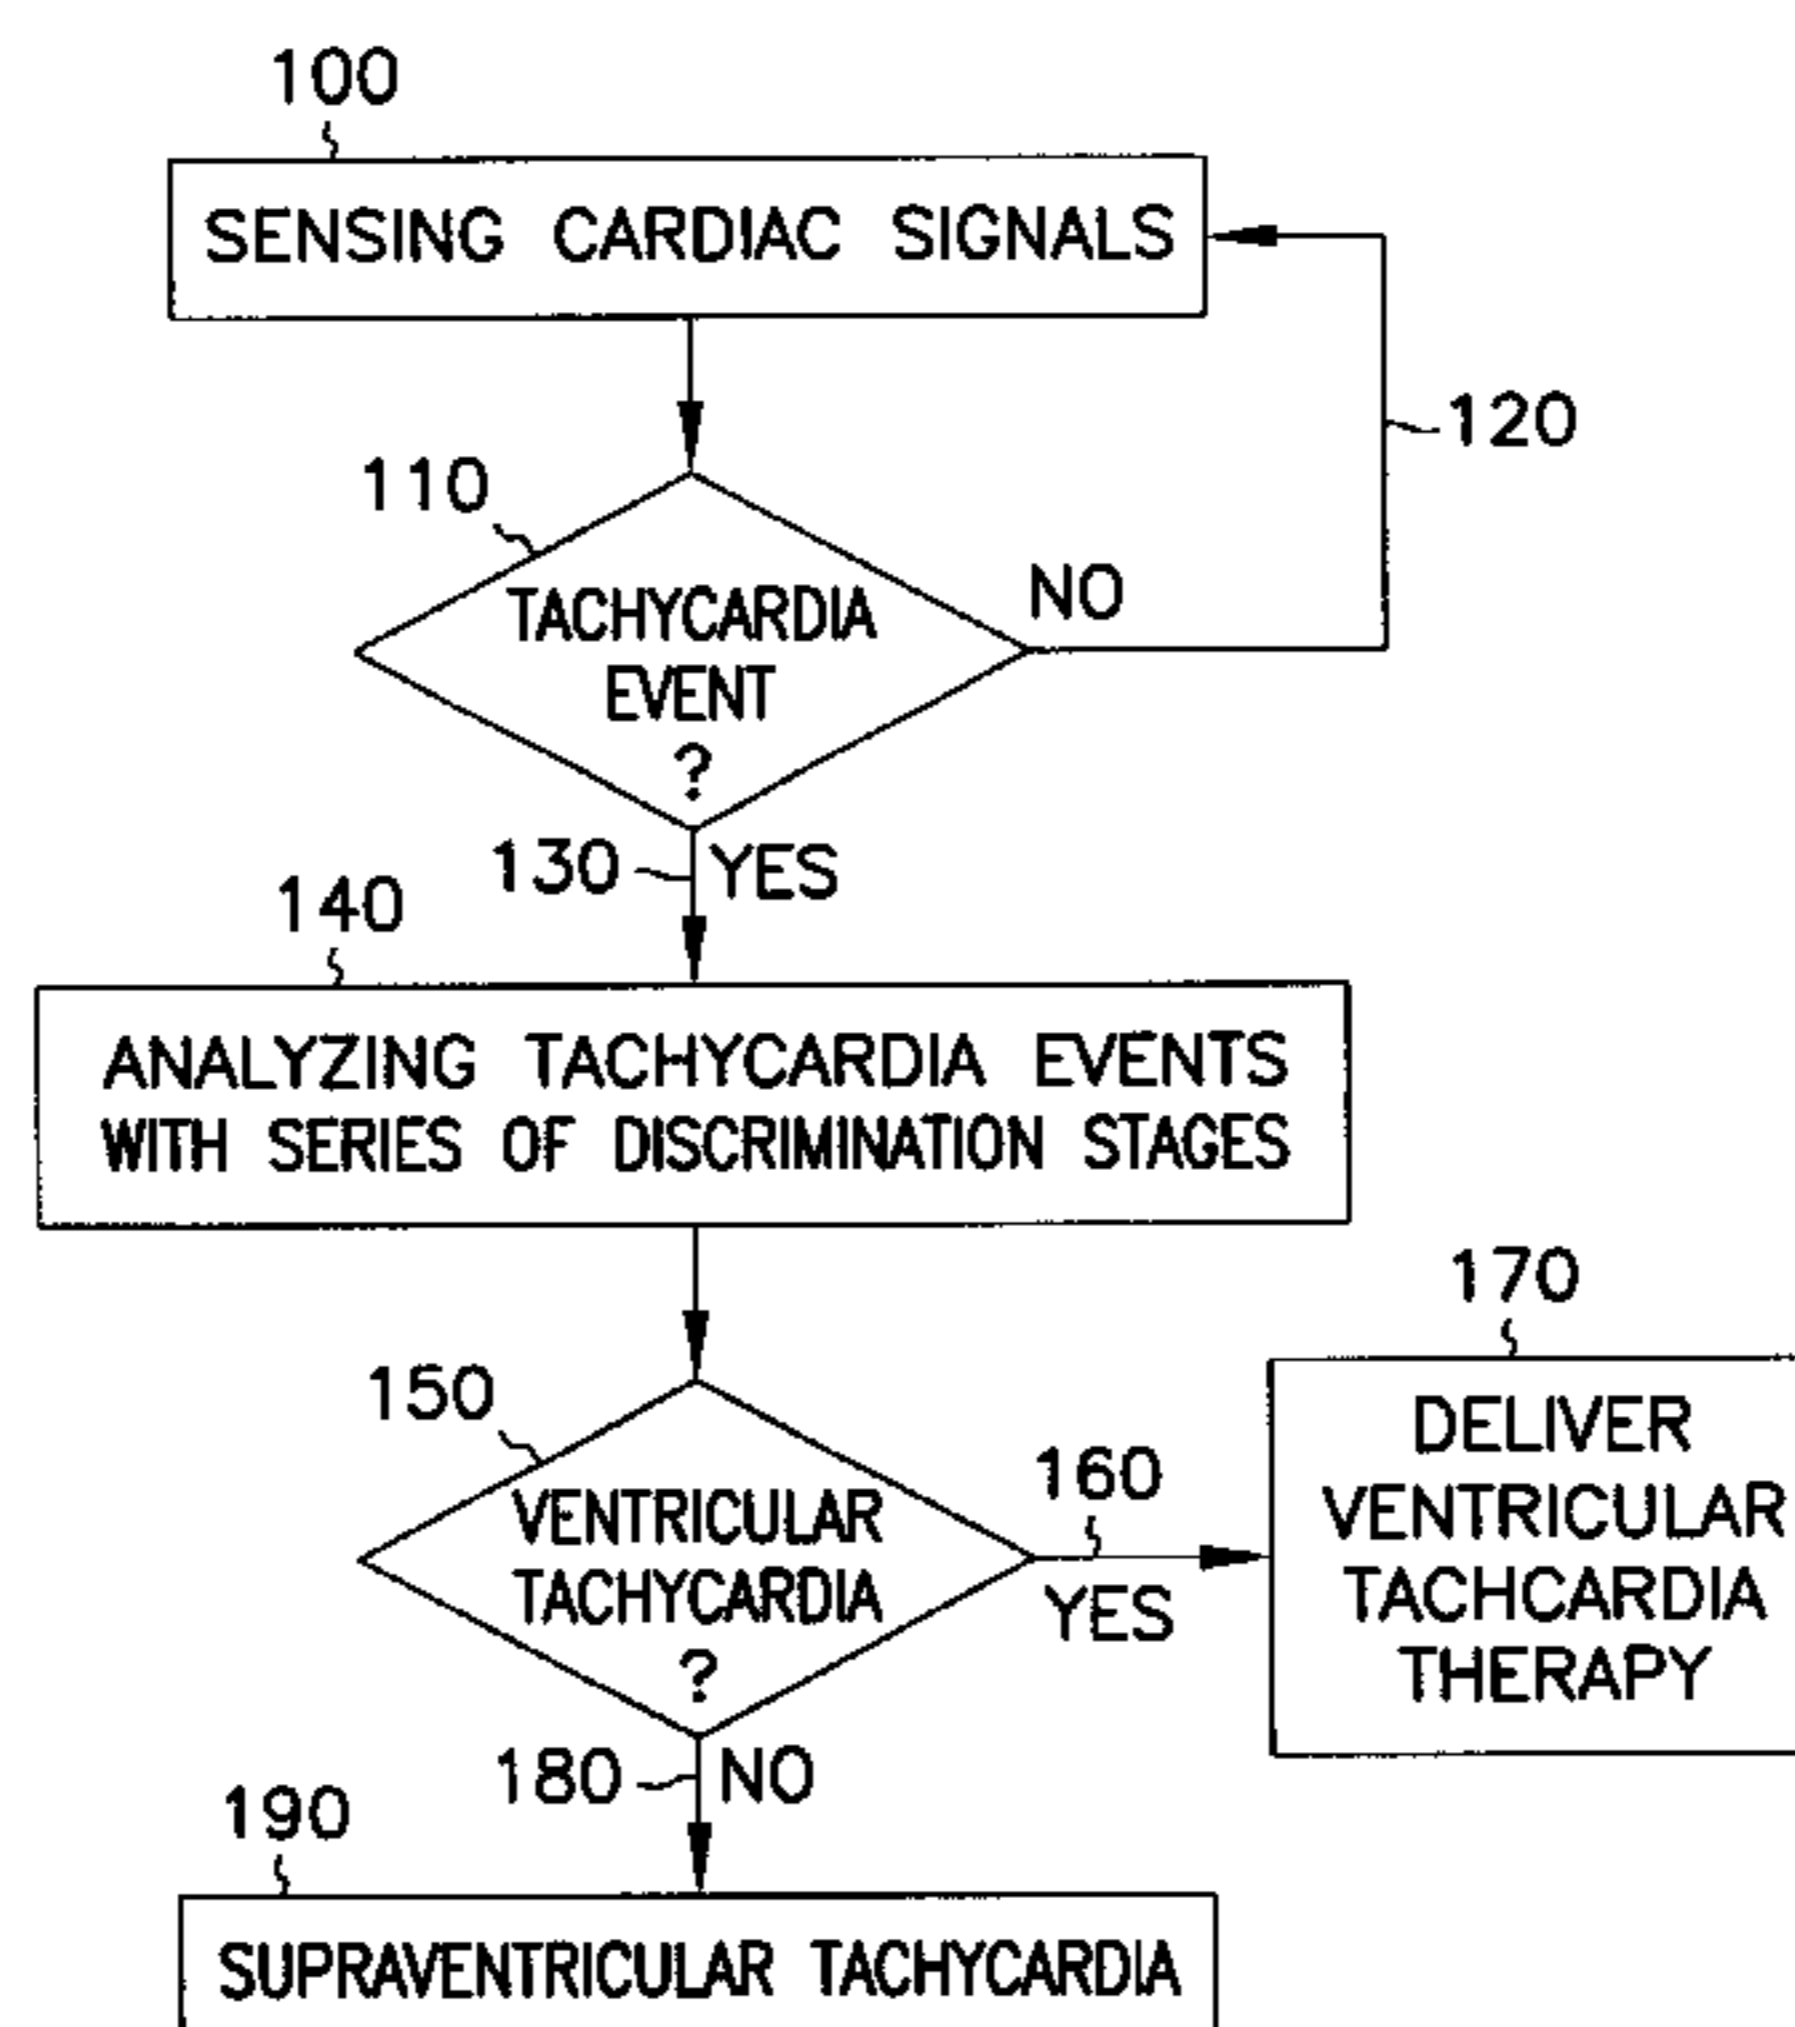 100
SENSING CARDIAC SIGNALS
120
110
TACHYCARDIA
EVENT
?
NO
130
YES
140
ANALYZING TACHYCARDIA EVENTS
WITH SERIES OF DISCRIMINATION STAGES
150
VENTRICULAR
TACHYCARDIA
?
160
YES
170
DELIVER
VENTRICULAR
TACHCARDIA
THERAPY
180
NO
190
SUPRAVENTRICULAR TACHYCARDIA